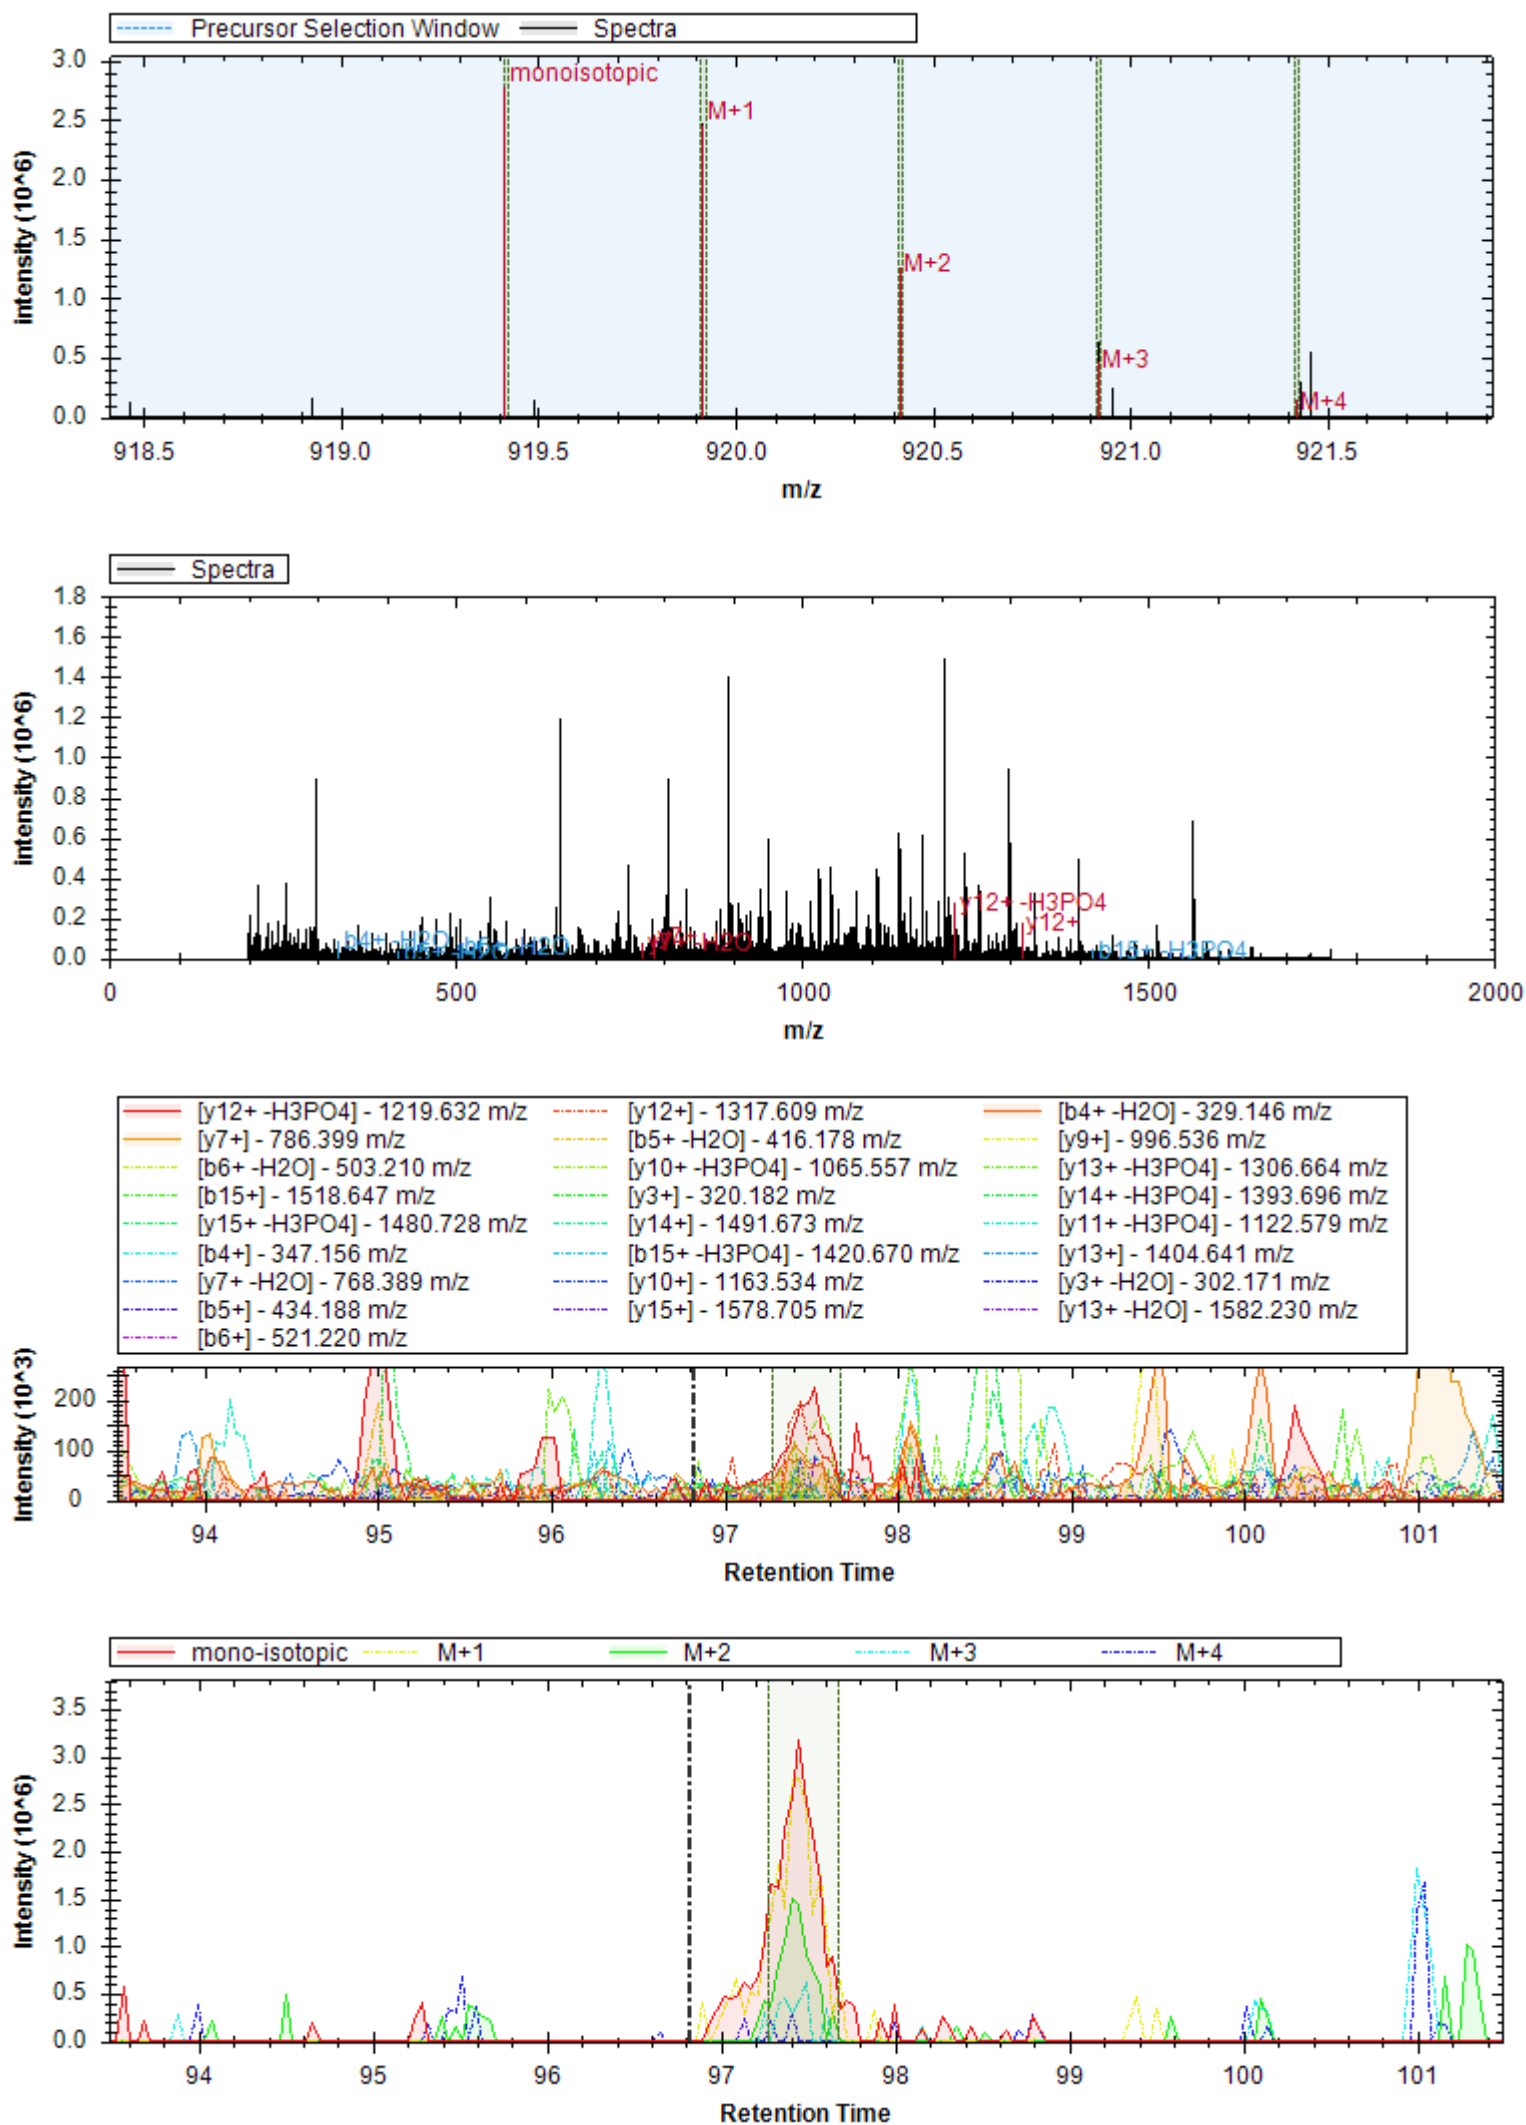 Precursor Selection Window Spectra
3.0
2.5
2.0
1.5
1.0
0.5
0.0
intensity (10^6)
monoisotopic
M+1
M+2
M+3
M+4
918.5 919.0 919.5 920.0 920.5 921.0 921.5
m/z
Spectra
1.8
1.6
1.4
1.2
1.0
0.8
0.6
0.4
0.2
0.0
intensity (10^6)
y12+ -H3PO4
y12+
b4+ -H2O
b15+ -H3PO4
0 500 1000 1500 2000
m/z
[y12+ -H3PO4] - 1219.632 m/z [y12+] - 1317.609 m/z [b4+ -H2O] - 329.146 m/z
[y7+] - 786.399 m/z [b5+ -H2O] - 416.178 m/z [y9+] - 996.536 m/z
[b6+ -H2O] - 503.210 m/z [y10+ -H3PO4] - 1065.557 m/z [y13+ -H3PO4] - 1306.664 m/z
[b15+] - 1518.647 m/z [y3+] - 320.182 m/z [y14+ -H3PO4] - 1393.696 m/z
[y15+ -H3PO4] - 1480.728 m/z [y14+] - 1491.673 m/z [y11+ -H3PO4] - 1122.579 m/z
[b4+] - 347.156 m/z [b15+ -H3PO4] - 1420.670 m/z [y13+] - 1404.641 m/z
[y7+ -H2O] - 768.389 m/z [y10+] - 1163.534 m/z [y3+ -H2O] - 302.171 m/z
[b5+] - 434.188 m/z [y15+] - 1578.705 m/z [y13+ -H2O] - 1582.230 m/z
[b6+] - 521.220 m/z
200
100
0
Intensity (10^3)
94 95 96 97 98 99 100 101
Retention Time
mono-isotopic M+1 M+2 M+3 M+4
3.5
3.0
2.5
2.0
1.5
1.0
0.5
0.0
Intensity (10^6)
94 95 96 97 98 99 100 101
Retention Time